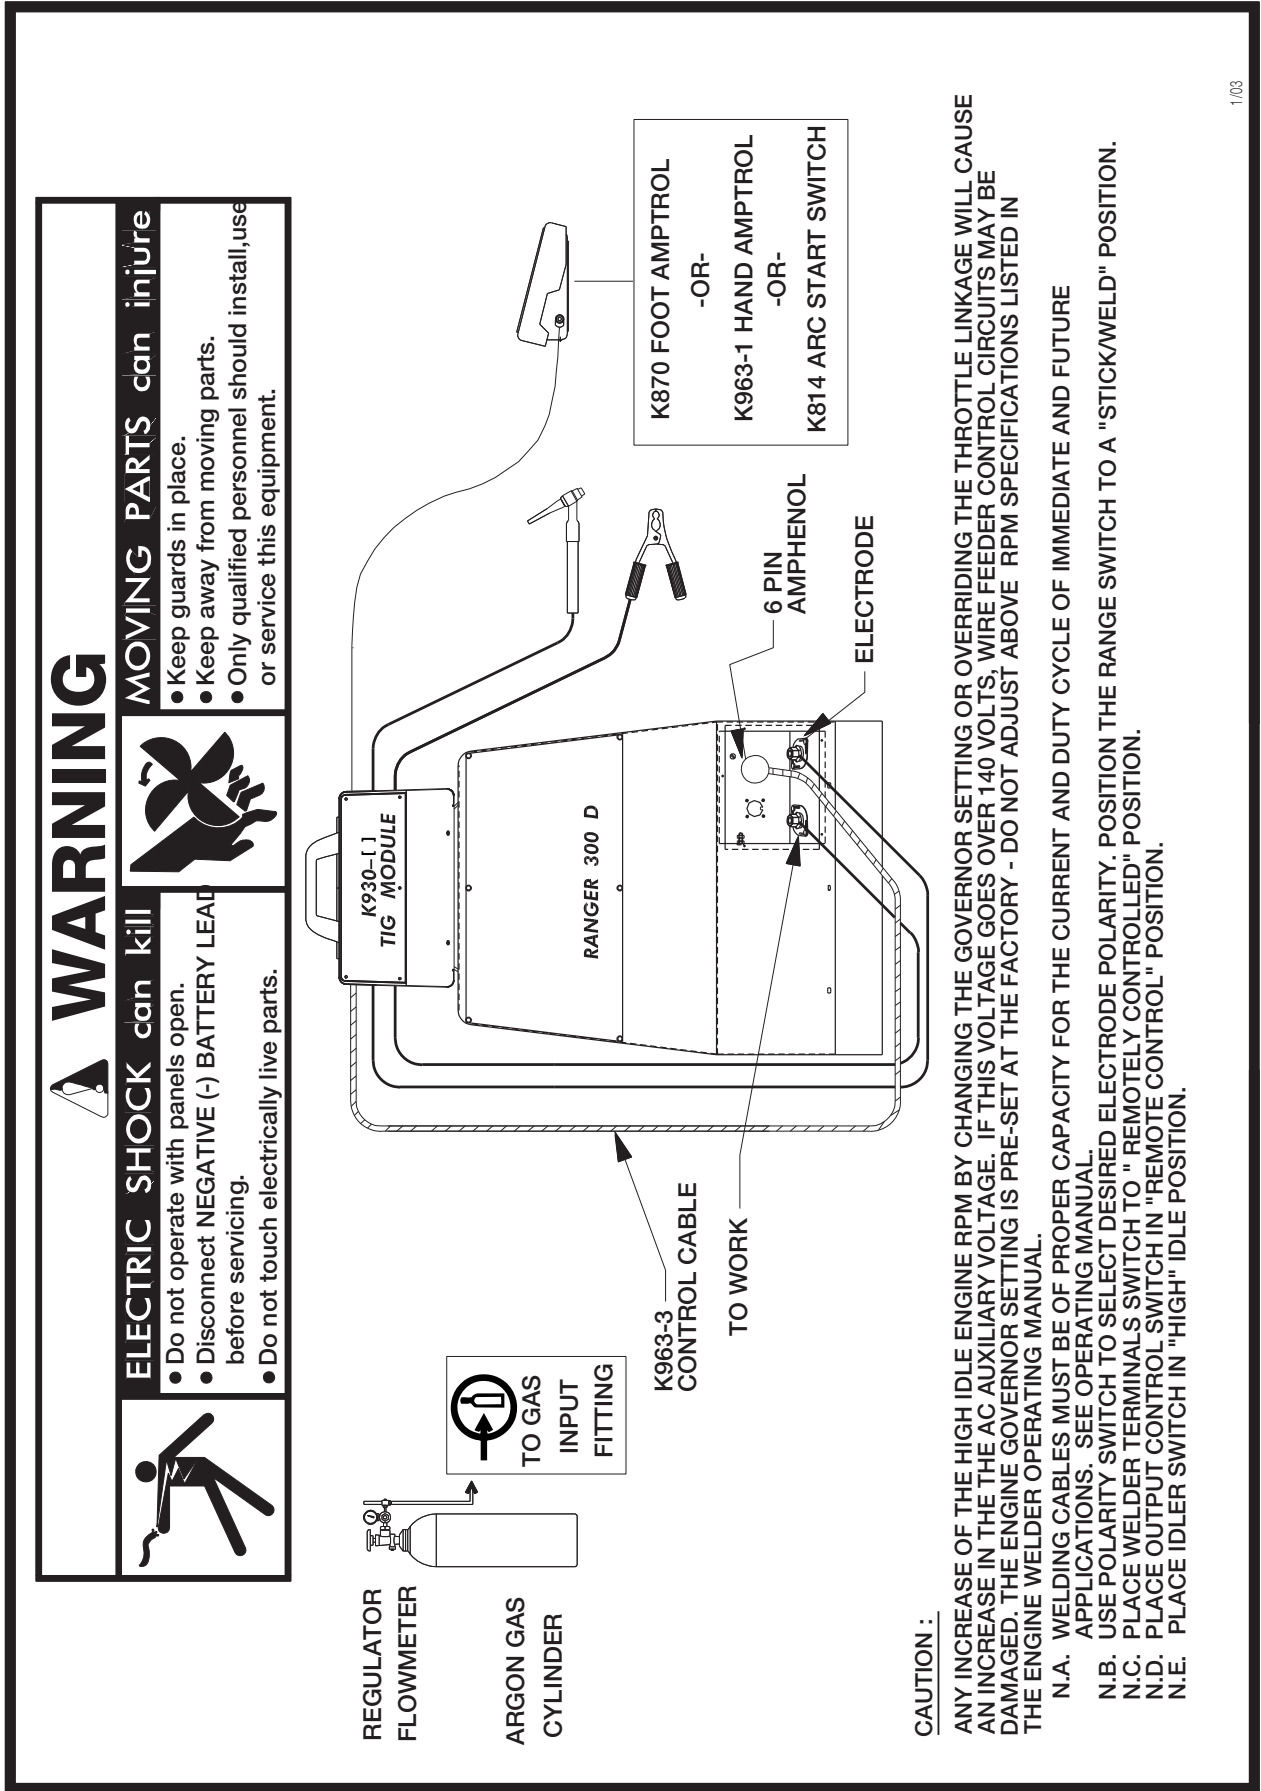 WARNING
ELECTRIC SHOCK can kill
● Do not operate with panels open.
● Disconnect NEGATIVE (-) BATTERY LEAD
before servicing.
● Do not touch electrically live parts.
MOVING PARTS can injure
● Keep guards in place.
● Keep away from moving parts.
● Only qualified personnel should install,use
or service this equipment.
REGULATOR
FLOWMETER
ARGON GAS
CYLINDER
TO GAS
INPUT
FITTING
K963-3
CONTROL CABLE
TO WORK
K930-[ ]
TIG MODULE
RANGER 300 D
6 PIN
AMPHENOL
ELECTRODE
K870 FOOT AMPTROL
-OR-
K963-1 HAND AMPTROL
-OR-
K814 ARC START SWITCH
CAUTION :
ANY INCREASE OF THE HIGH IDLE ENGINE RPM BY CHANGING THE GOVERNOR SETTING OR OVERRIDING THE THROTTLE LINKAGE WILL CAUSE
AN INCREASE IN THE THE AC AUXILIARY VOLTAGE. IF THIS VOLTAGE GOES OVER 140 VOLTS, WIRE FEEDER CONTROL CIRCUITS MAY BE
DAMAGED. THE ENGINE GOVERNOR SETTING IS PRE-SET AT THE FACTORY - DO NOT ADJUST ABOVE RPM SPECIFICATIONS LISTED IN
THE ENGINE WELDER OPERATING MANUAL.
N.A. WELDING CABLES MUST BE OF PROPER CAPACITY FOR THE CURRENT AND DUTY CYCLE OF IMMEDIATE AND FUTURE
APPLICATIONS. SEE OPERATING MANUAL.
N.B. USE POLARITY SWITCH TO SELECT DESIRED ELECTRODE POLARITY. POSITION THE RANGE SWITCH TO A "STICK/WELD" POSITION.
N.C. PLACE WELDER TERMINALS SWITCH TO " REMOTELY CONTROLLED" POSITION.
N.D. PLACE OUTPUT CONTROL SWITCH IN "REMOTE CONTROL" POSITION.
N.E. PLACE IDLER SWITCH IN "HIGH" IDLE POSITION.
1/03